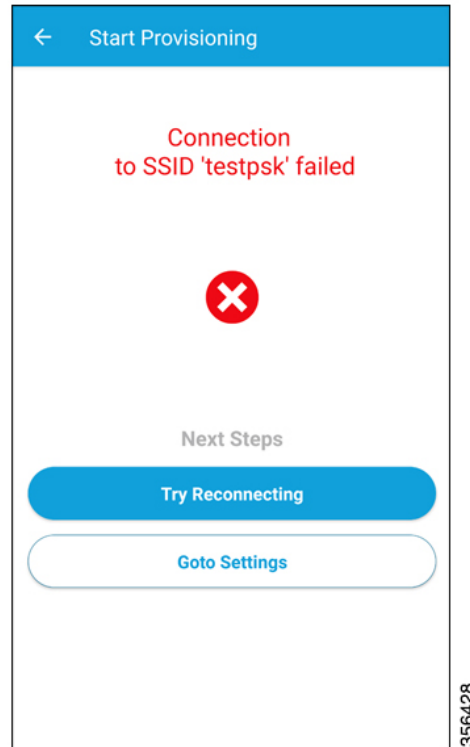 Start Provisioning
Connection
to SSID 'testpsk' failed
Next Steps
Try Reconnecting
Goto Settings
356428